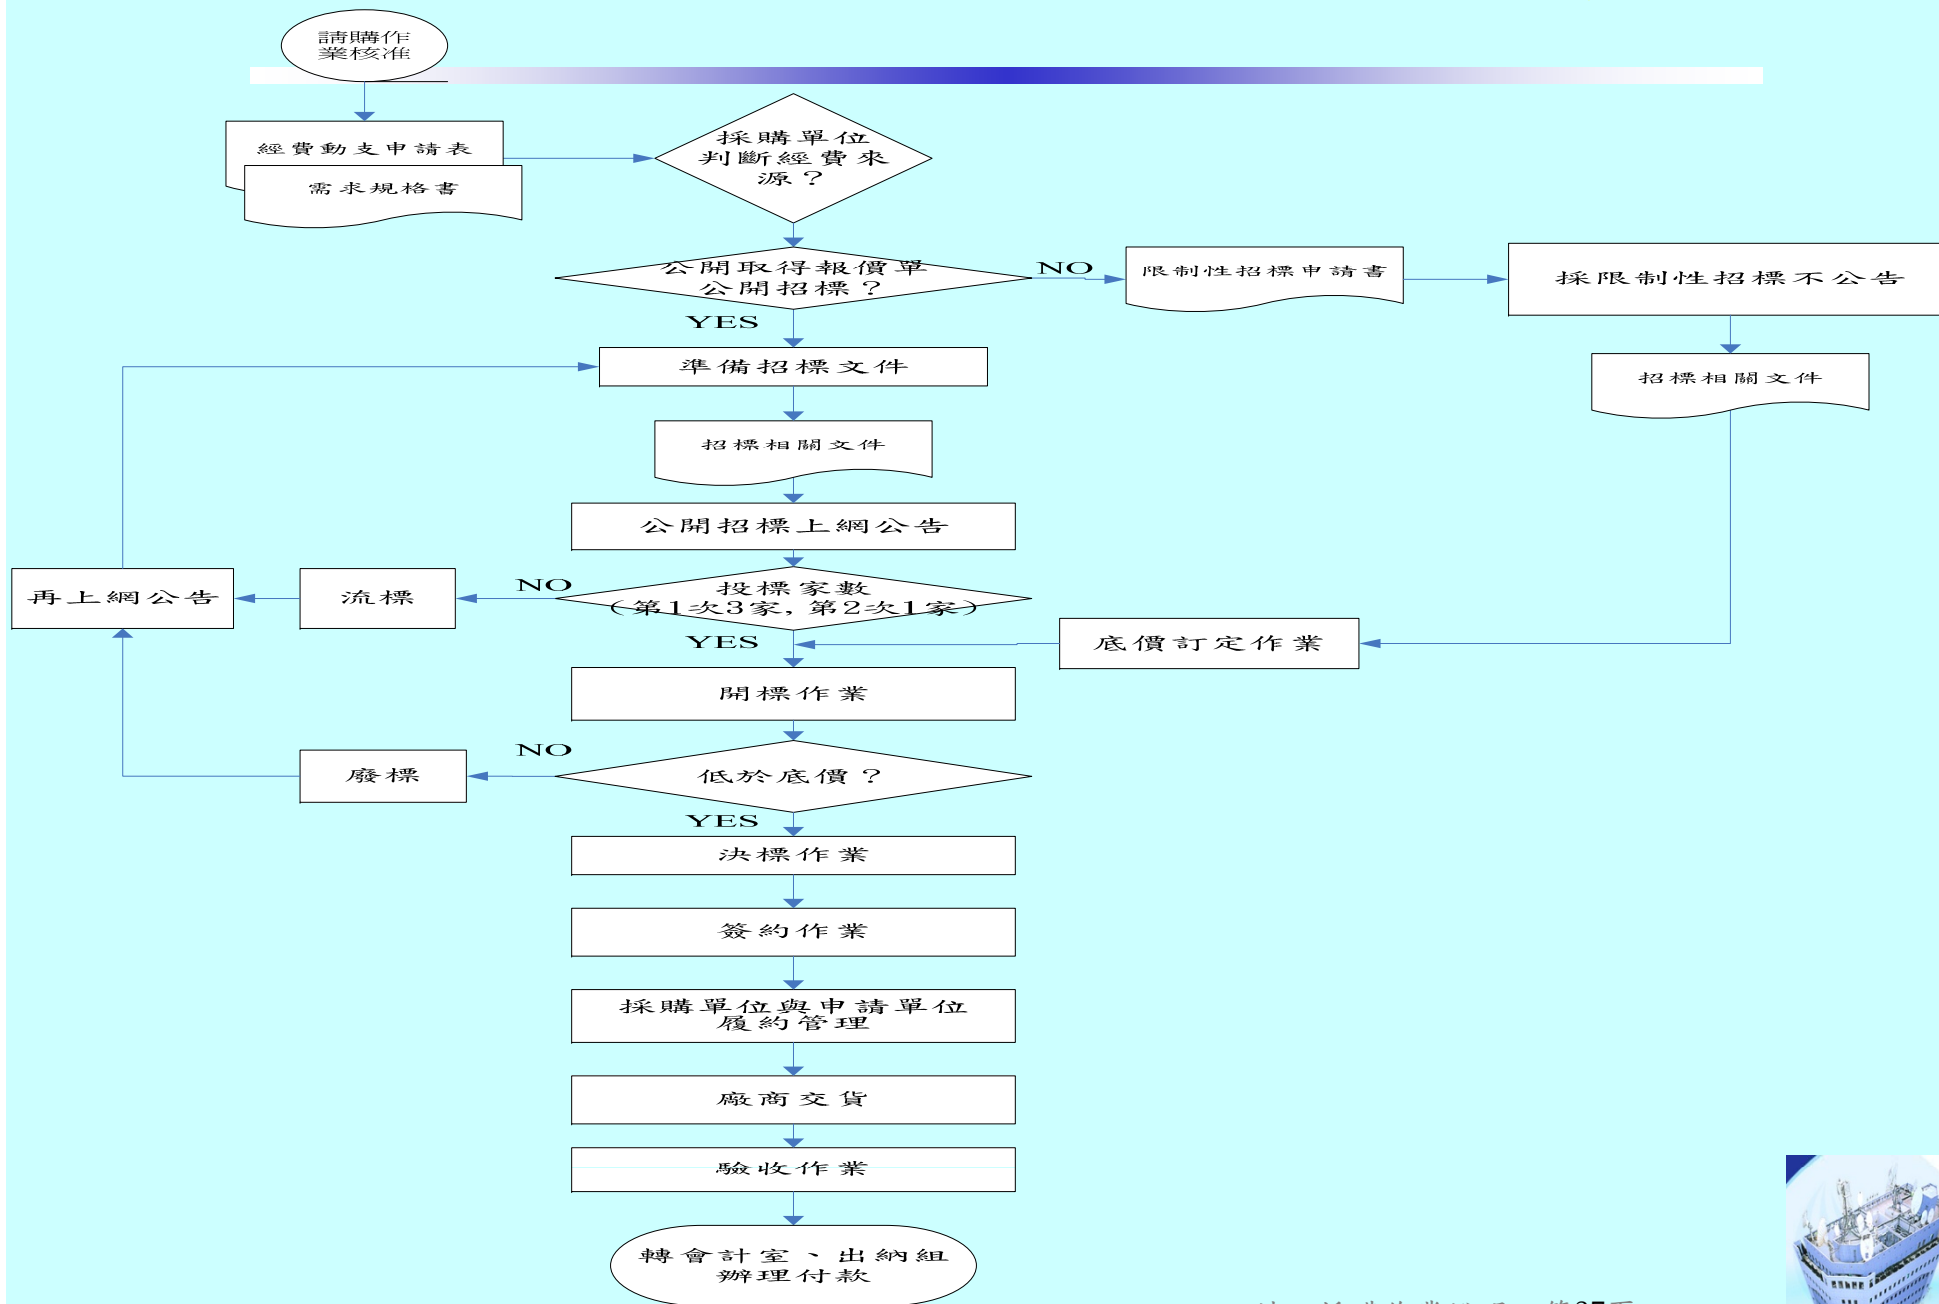 請購作
業核准
經費動支申請表
需求規格書
採購單位
判斷經費來
源？
公開取得報價單
公開招標？
NO
限制性招標申請書
採限制性招標不公告
YES
準備招標文件
招標相關文件
招標相關文件
公開招標上網公告
再上網公告
流標
NO
投標家數
(第1次3家,第2次1家)
YES
底價訂定作業
開標作業
NO
廢標
低於底價？
YES
決標作業
簽約作業
採購單位與申請單位
履約管理
廠商交貨
驗收作業
轉會計室、出納組
辦理付款